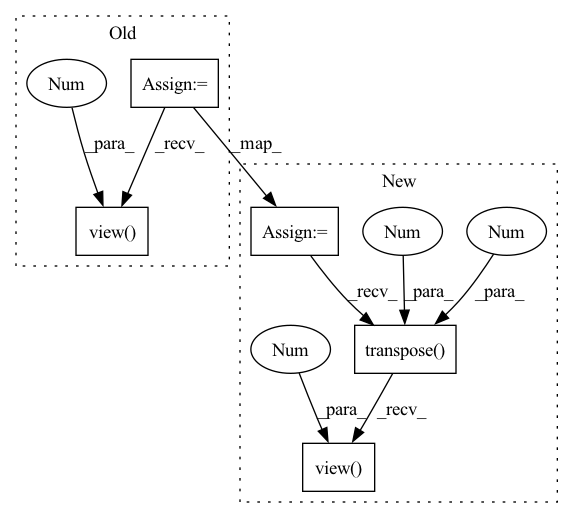 Old
Num
Assign:=
_para_
_recv_
_map_
view()
New
Assign:=
Num
Num
_recv_
_para_
_para_
Num
transpose()
_para_
_recv_
view()